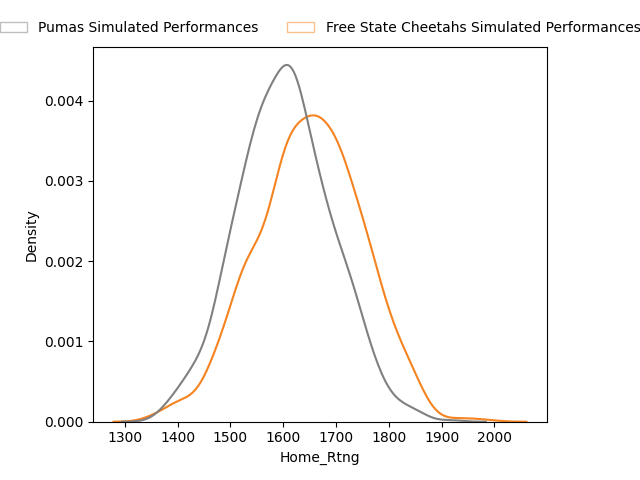 Pumas Simulated Performances
Free State Cheetahs Simulated Performances
0.004
0.003
0.002
0.001
0.000
Density
1300 1400 1500 1600 1700 1800 1900 2000
Home_Rtng